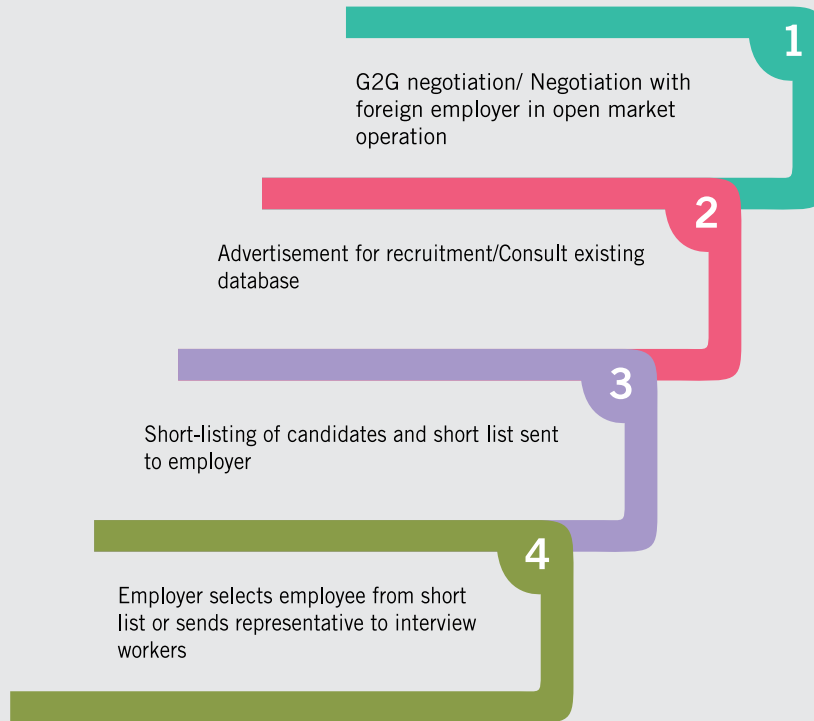 1
G2G negotiation/ Negotiation with
foreign employer in open market
operation
2
Advertisement for recruitment/Consult existing
database
3
Short-listing of candidates and short list sent
to employer
4
Employer selects employee from short
list or sends representative to interview
workers